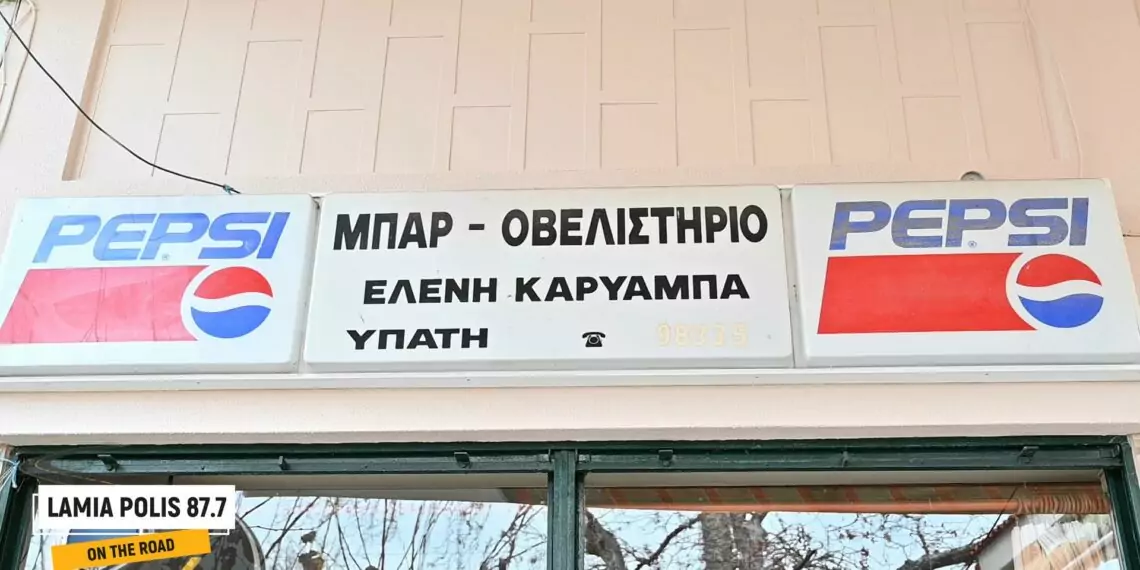 PEPSI
ΜΠΑΡ - ΟΒΕΛΙΣΤΗΡΙΟ
ΕΛΕΝΗ ΚΑΡΥΑΜΠΑ
ΥΠΑΤΗ ☎
PEPSI
LAMIA POLIS 87.7
ON THE ROAD